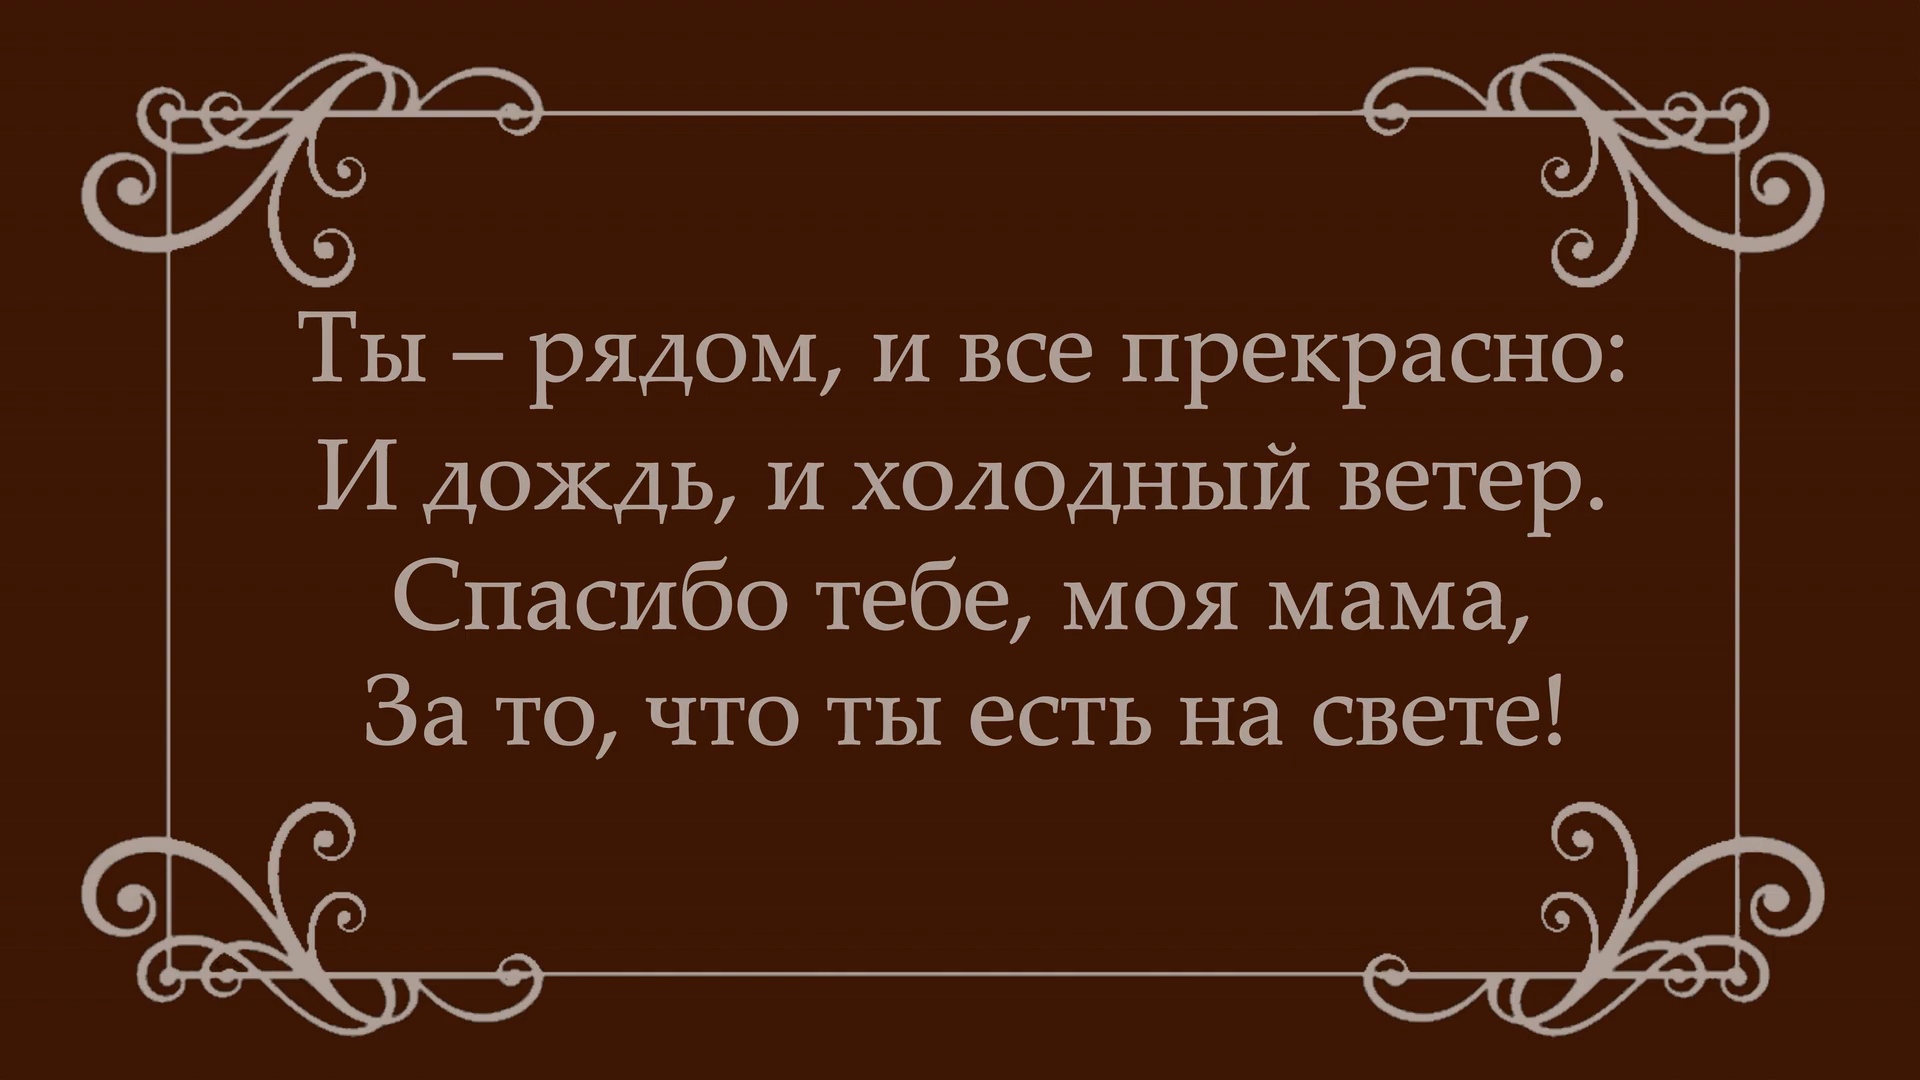 Ты – рядом, и все прекрасно:
И дождь, и холодный ветер.
Спасибо тебе, моя мама,
За то, что ты есть на свете!